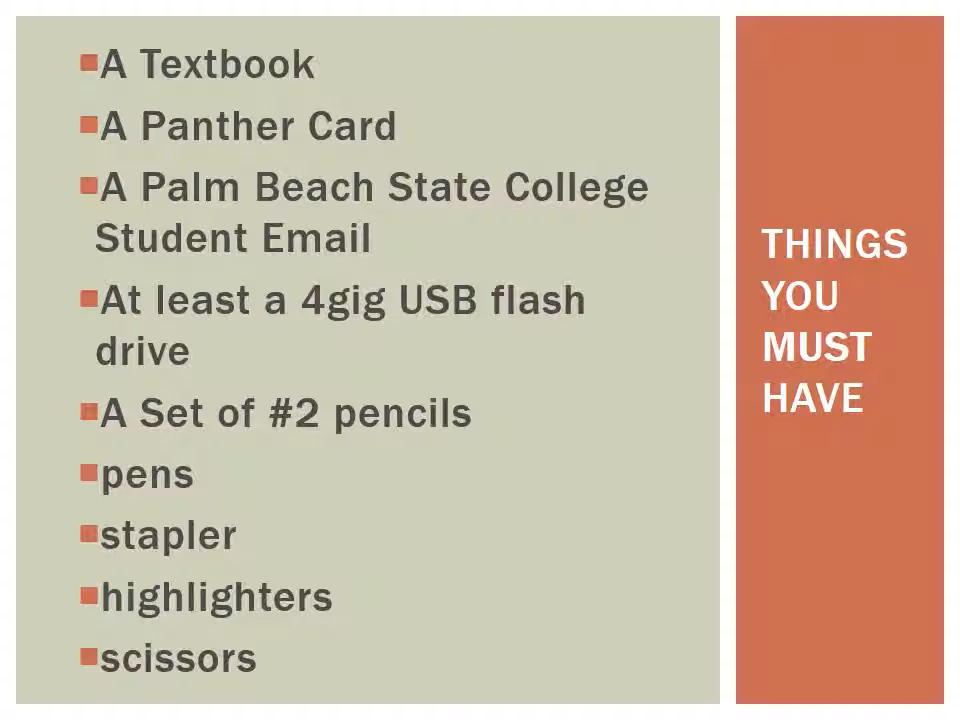 A Textbook
A Panther Card
A Palm Beach State College
Student Email
At least a 4gig USB flash
drive
A Set of #2 pencils
pens
stapler
highlighters
scissors
THINGS
YOU
MUST
HAVE